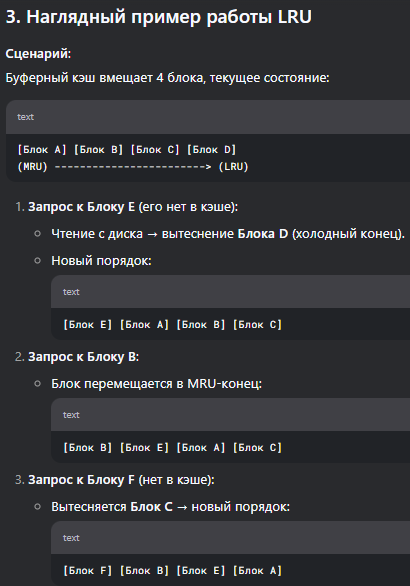 3. Наглядный пример работы LRU
Сценарий:
Буферный кэш вмещает 4 блока, текущее состояние:
text
[Блок A] [Блок B] [Блок C] [Блок D]
(MRU) ------------------------> (LRU)
1. Запрос к Блоку E (его нет в кэше):
Чтение с диска → вытеснение Блока D (холодный конец).
Новый порядок:
text
[Блок E] [Блок A] [Блок B] [Блок C]
2. Запрос к Блоку B:
Блок перемещается в MRU-конец:
text
[Блок B] [Блок E] [Блок A] [Блок C]
3. Запрос к Блоку F (нет в кэше):
Вытесняется Блок C → новый порядок:
text
[Блок F] [Блок B] [Блок E] [Блок A]